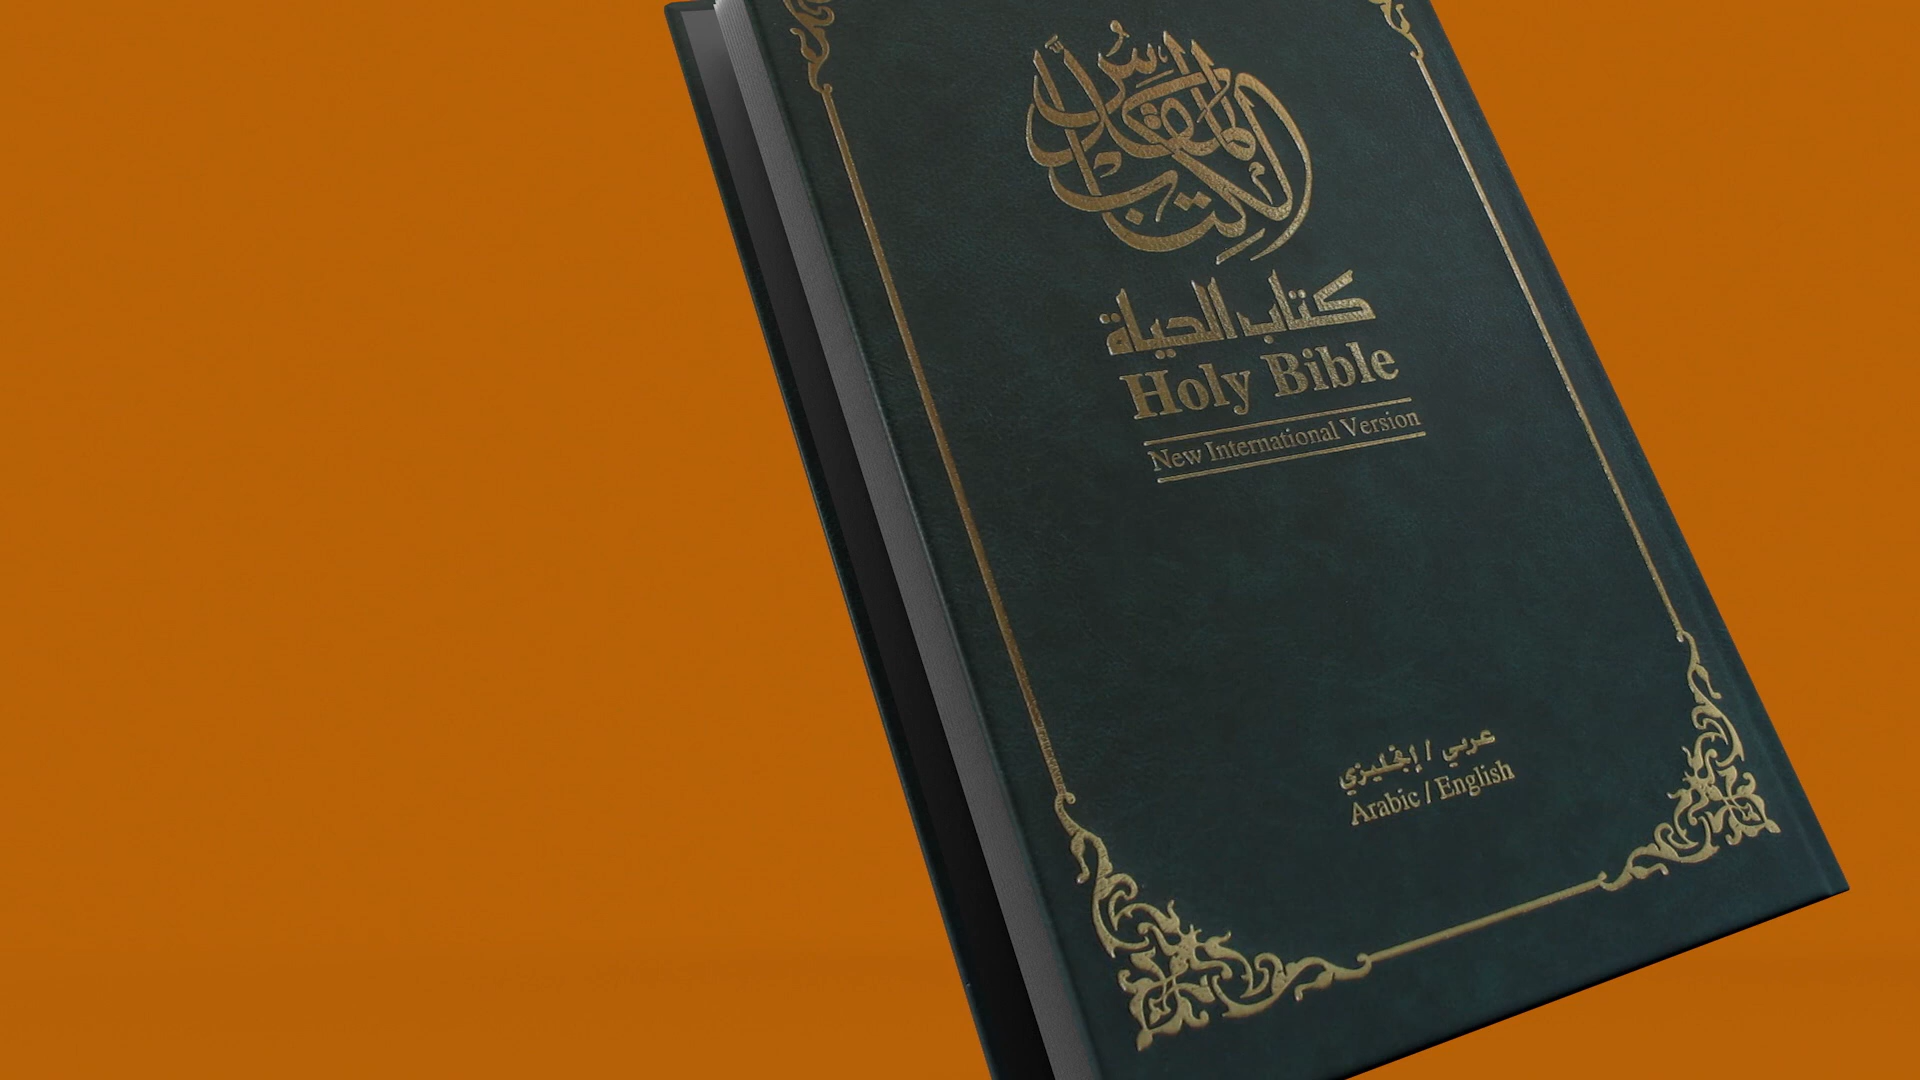 الكتاب المقدس
كتاب الحياة
Holy Bible
New International Version
عربي / إنجليزي
Arabic / English